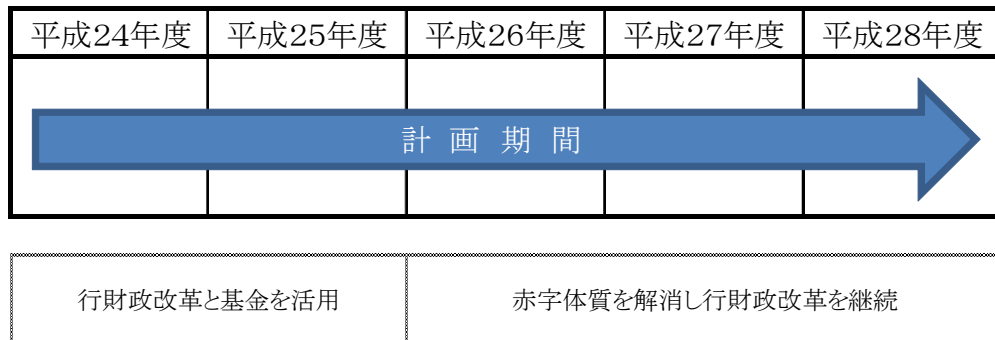 平成24年度 平成25年度 平成26年度 平成27年度 平成28年度
計 画 期 間
行財政改革と基金を活用 赤字体質を解消し行財政改革を継続